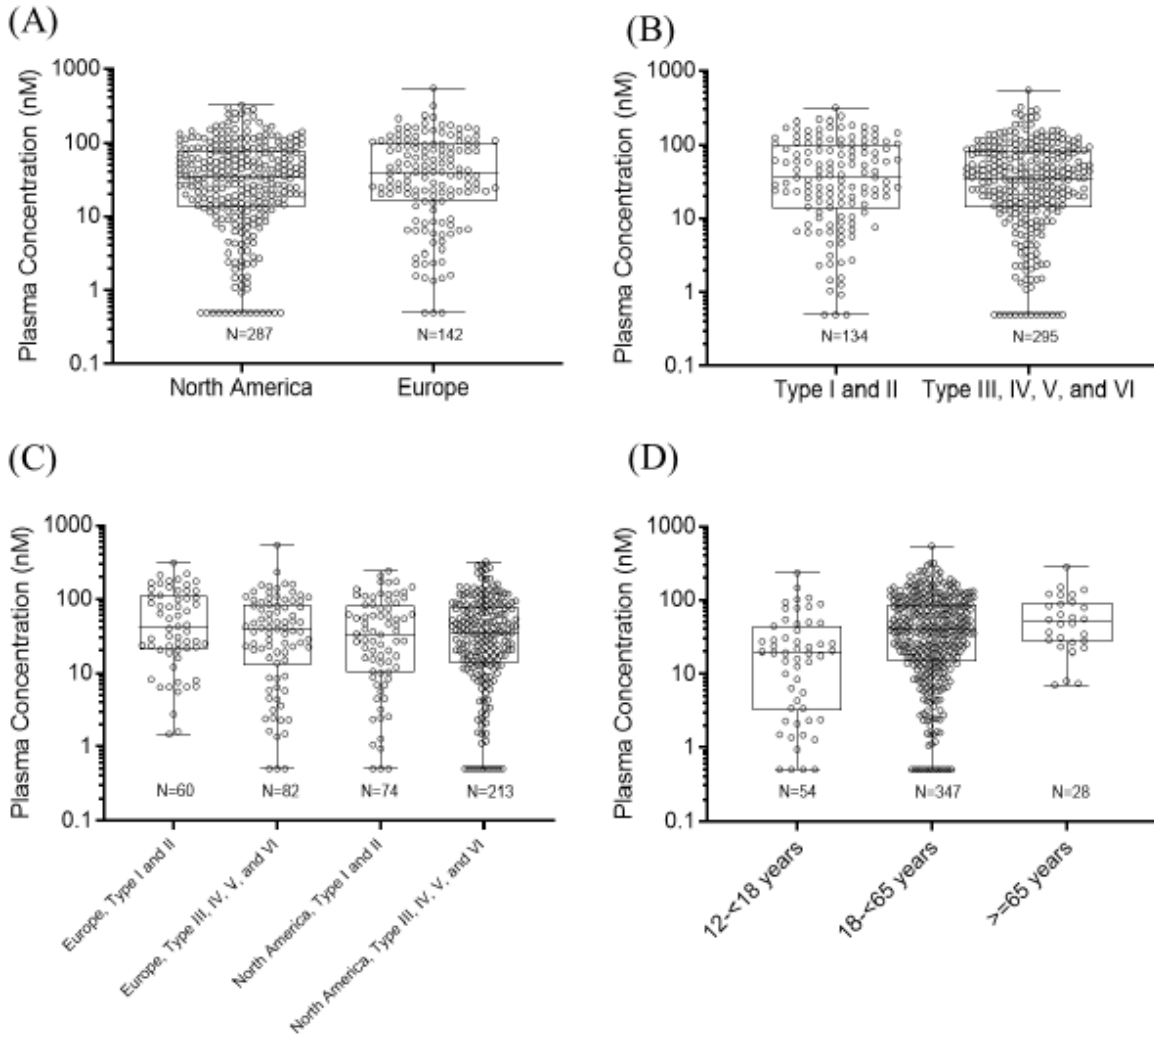 (A)
Plasma Concentration (nM)
1000
100
10
1
0.1
N=287
N=142
North America
Europe
(B)
Plasma Concentration (nM)
1000
100
10
1
0.1
N=134
N=295
Type I and II
Type III, IV, V, and VI
(C)
Plasma Concentration (nM)
1000
100
10
1
0.1
N=60
N=82
N=74
N=213
Europe, Type I and II
Europe, Type III, IV, V, and VI
North America, Type I and II
North America, Type III, IV, V, and VI
(D)
Plasma Concentration (nM)
1000
100
10
1
0.1
N=54
N=347
N=28
12-<18 years
18-<65 years
>=65 years